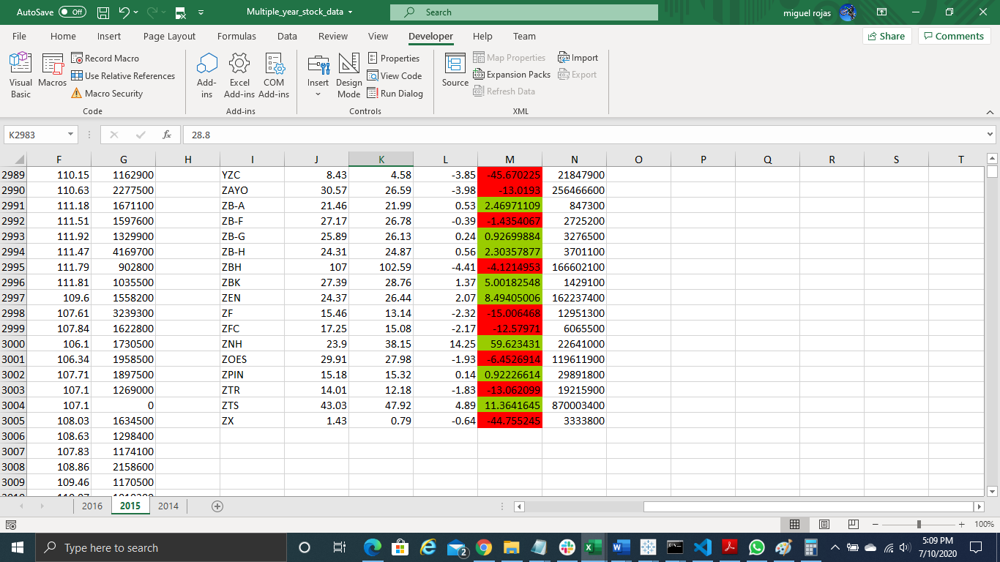 AutoSave Off Multiple_year_stock_data Search miguel rojas
File Home Insert Page Layout Formulas Data Review View Developer Help Team Share Comments
Visual Basic
Macros
Record Macro
Use Relative References
Macro Security
Code
Add-ins
Excel Add-ins
COM Add-ins
Add-ins
Insert
Design Mode
Properties
View Code
Run Dialog
Controls
Source
Map Properties
Expansion Packs
Refresh Data
Import
Export
XML
K2983 fx 28.8
F G H I J K L M N O P Q R S T
2989 110.15 1162900 YZC 8.43 4.58 -3.85 -45.670225 21847900
2990 110.63 2277500 ZAYO 30.57 26.59 -3.98 -13.0193 256466600
2991 111.18 1671100 ZB-A 21.46 21.99 0.53 2.46971109 847300
2992 111.51 1597600 ZB-F 27.17 26.78 -0.39 -1.4354067 2725200
2993 111.92 1329900 ZB-G 25.89 26.13 0.24 0.92699884 3276500
2994 111.47 4169700 ZB-H 24.31 24.87 0.56 2.30357877 3701100
2995 111.79 902800 ZBH 107 102.59 -4.41 -4.1214953 166602100
2996 111.81 1035500 ZBK 27.39 28.76 1.37 5.00182548 1429100
2997 109.6 1558200 ZEN 24.37 26.44 2.07 8.49405006 162237400
2998 107.61 3239300 ZF 15.46 13.14 -2.32 -15.006468 12951300
2999 107.84 1622800 ZFC 17.25 15.08 -2.17 -12.57971 6065500
3000 106.1 1730500 ZNH 23.9 38.15 14.25 59.623431 22641000
3001 106.34 1958500 ZOES 29.91 27.98 -1.93 -6.4526914 119611900
3002 107.71 1897500 ZPIN 15.18 15.32 0.14 0.92226614 29891800
3003 107.1 1269000 ZTR 14.01 12.18 -1.83 -13.062099 19215900
3004 107.1 0 ZTS 43.03 47.92 4.89 11.3641645 870003400
3005 108.03 1634500 ZX 1.43 0.79 -0.64 -44.755245 3333800
3006 108.63 1298400
3007 107.83 1174100
3008 108.86 2158600
3009 109.46 1170500
2016 2015 2014
100%
Type here to search
2
5:09 PM
7/10/2020